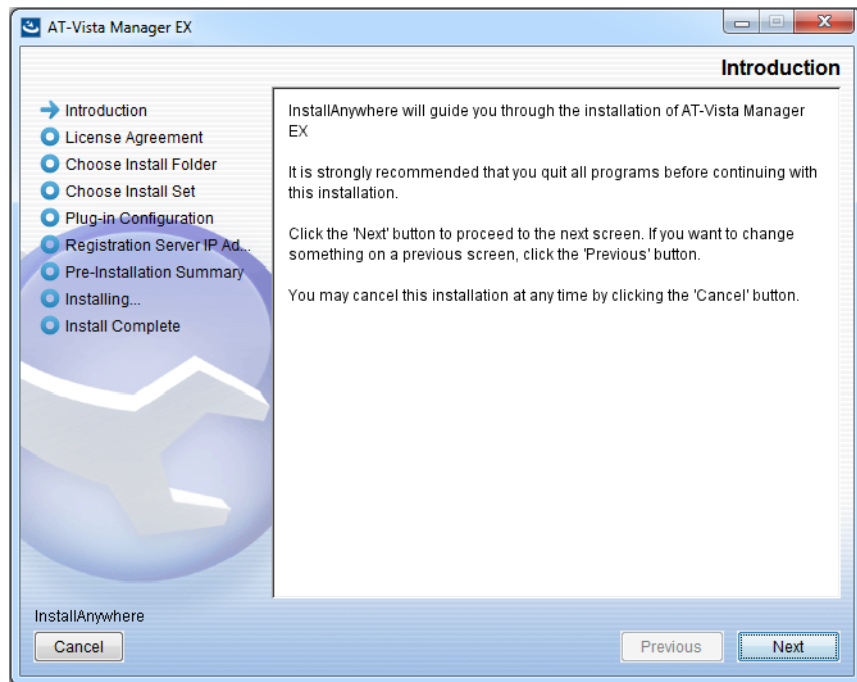 AT-Vista Manager EX
Introduction
Introduction
License Agreement
Choose Install Folder
Choose Install Set
Plug-in Configuration
Registration Server IP Ad...
Pre-Installation Summary
Installing...
Install Complete
InstallAnywhere will guide you through the installation of AT-Vista Manager
EX
It is strongly recommended that you quit all programs before continuing with
this installation.
Click the 'Next' button to proceed to the next screen. If you want to change
something on a previous screen, click the 'Previous' button.
You may cancel this installation at any time by clicking the 'Cancel' button.
InstallAnywhere
Cancel
Previous
Next